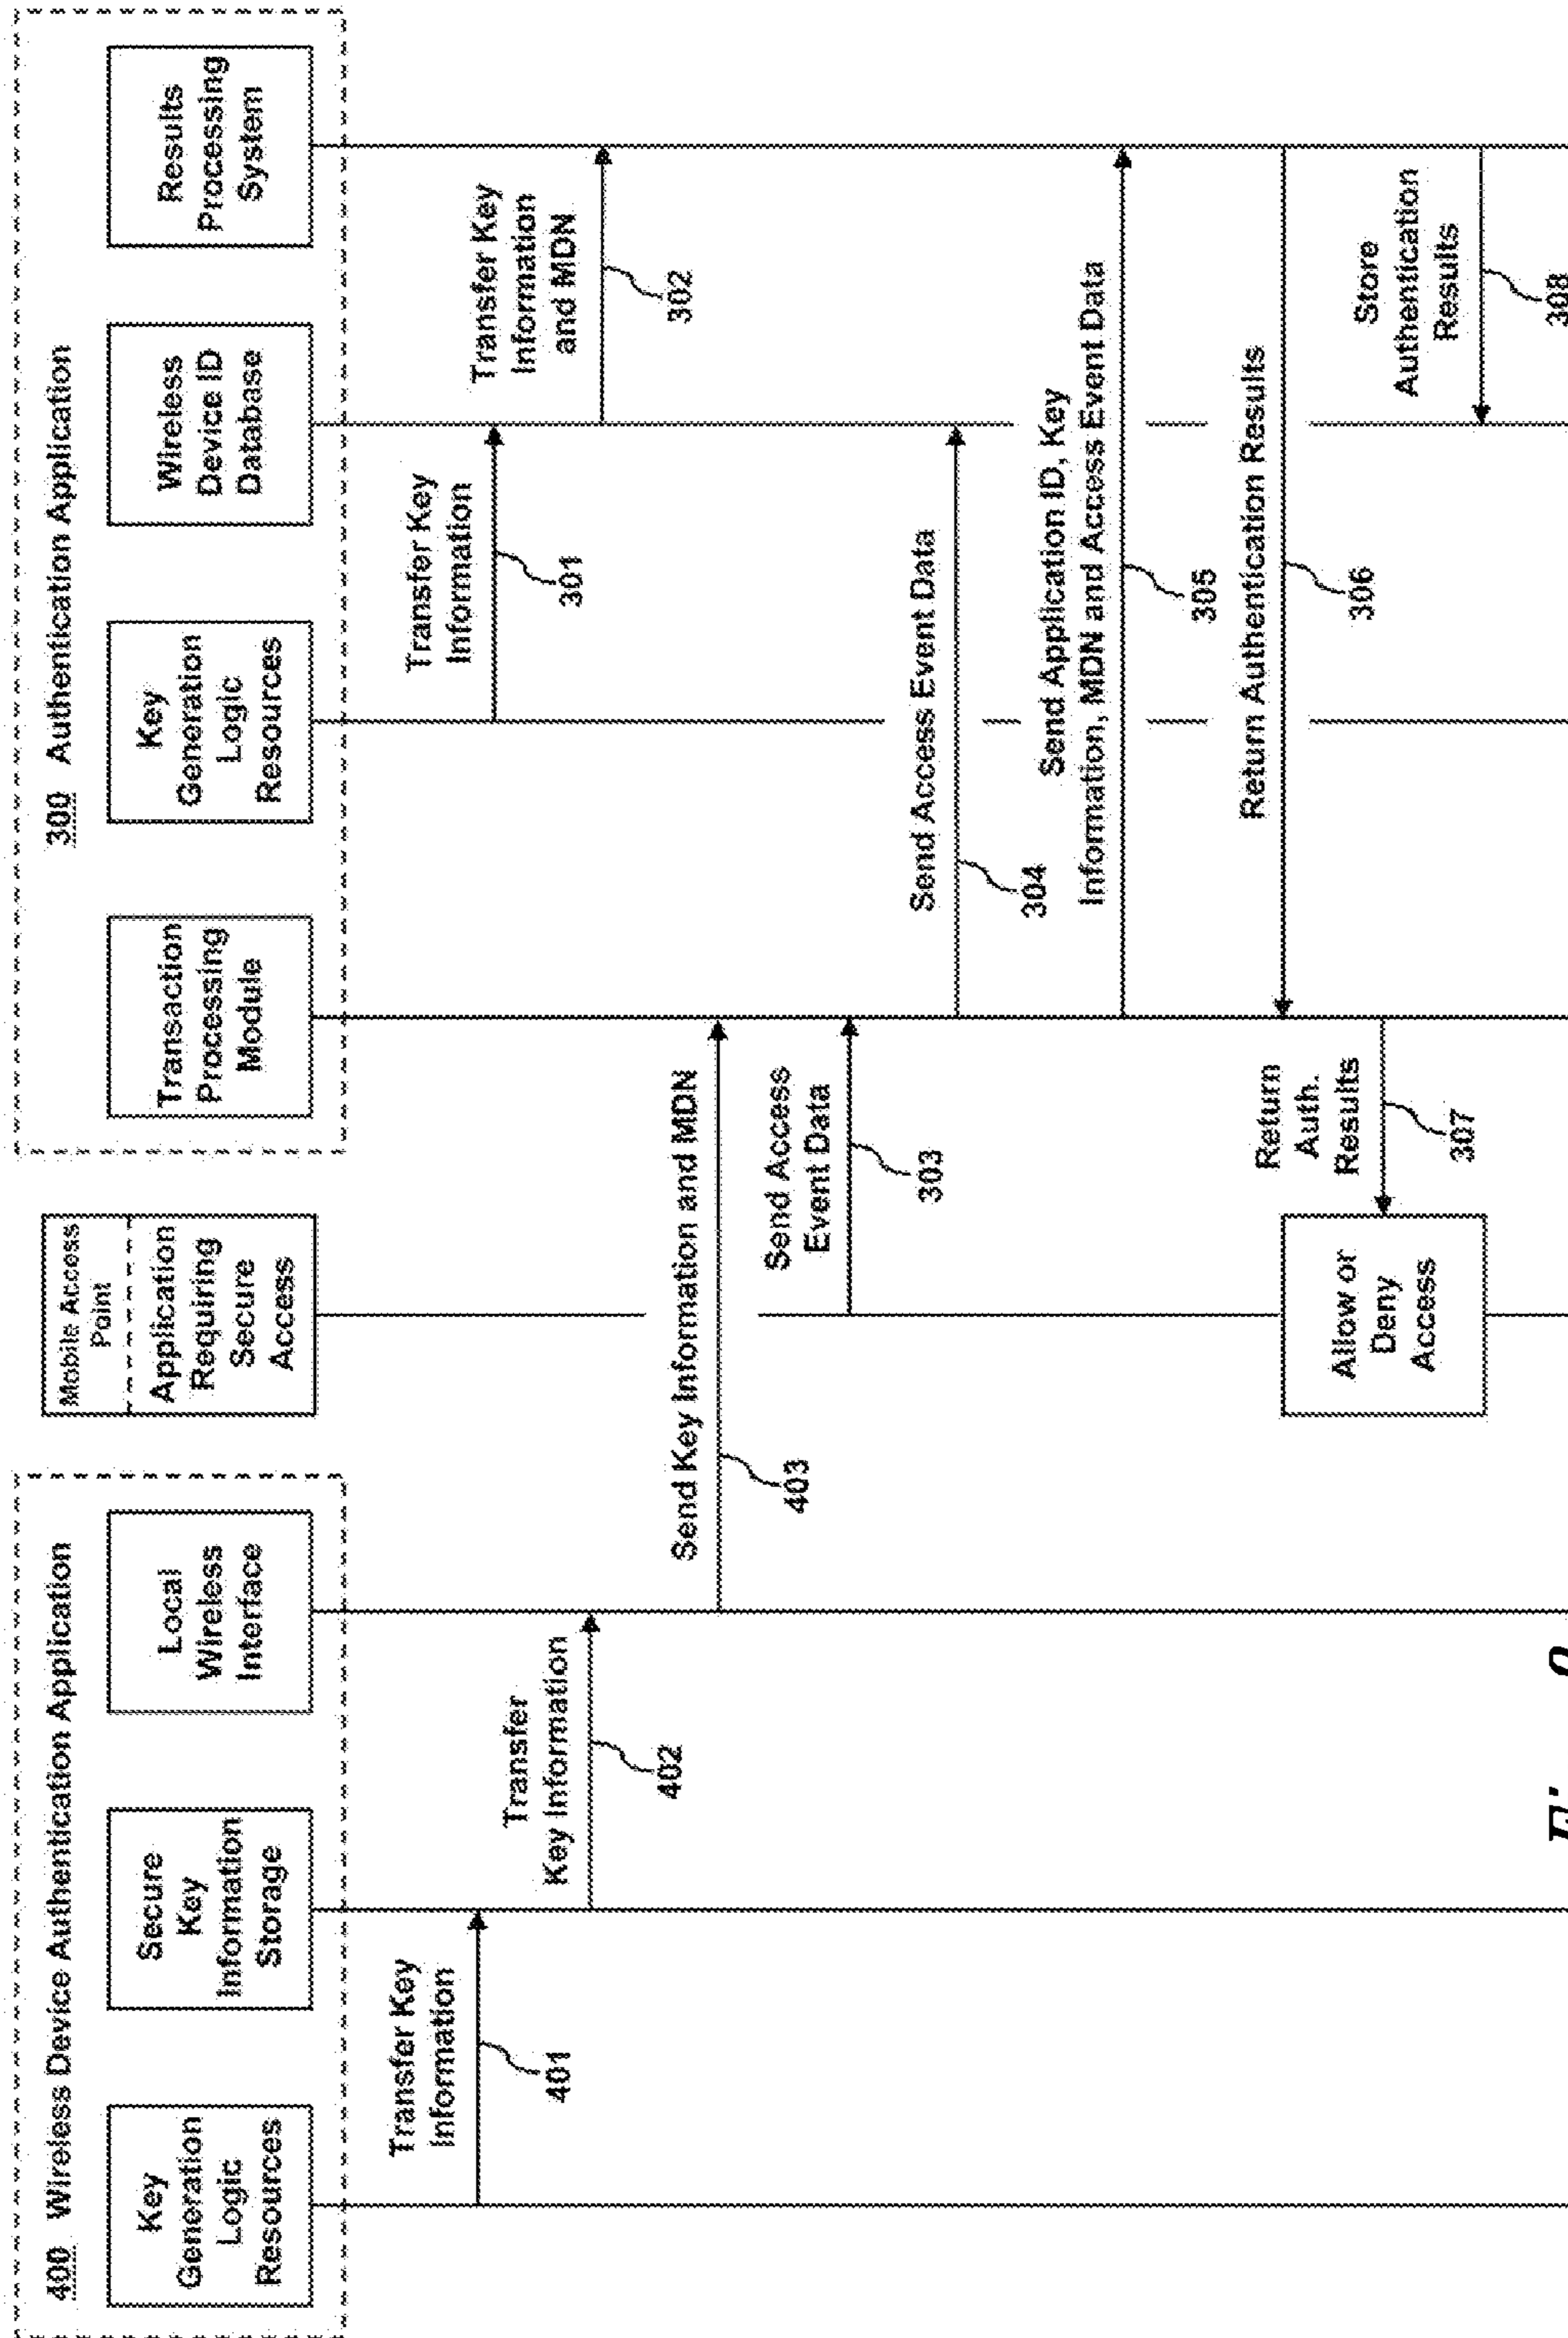 400 Wireless Device Authentication Application
Key
Generation
Logic
Resources
Secure
Key
Information
Storage
Local
Wireless
Interface
Mobile Access
Point
Application
Requiring
Secure
Access
300 Authentication Application
Transaction
Processing
Module
Key
Generation
Logic
Resources
Wireless
Device ID
Database
Results
Processing
System
Transfer Key
Information
401
Transfer
Key Information
402
Transfer Key
Information
301
Transfer Key
Information
and MDN
302
Send Key Information and MDN
403
Send Access
Event Data
303
Send Access Event Data
304
Send Application ID, Key
Information, MDN and Access Event Data
305
Return Authentication Results
306
Return
Auth.
Results
307
Allow or
Deny
Access
Store
Authentication
Results
308